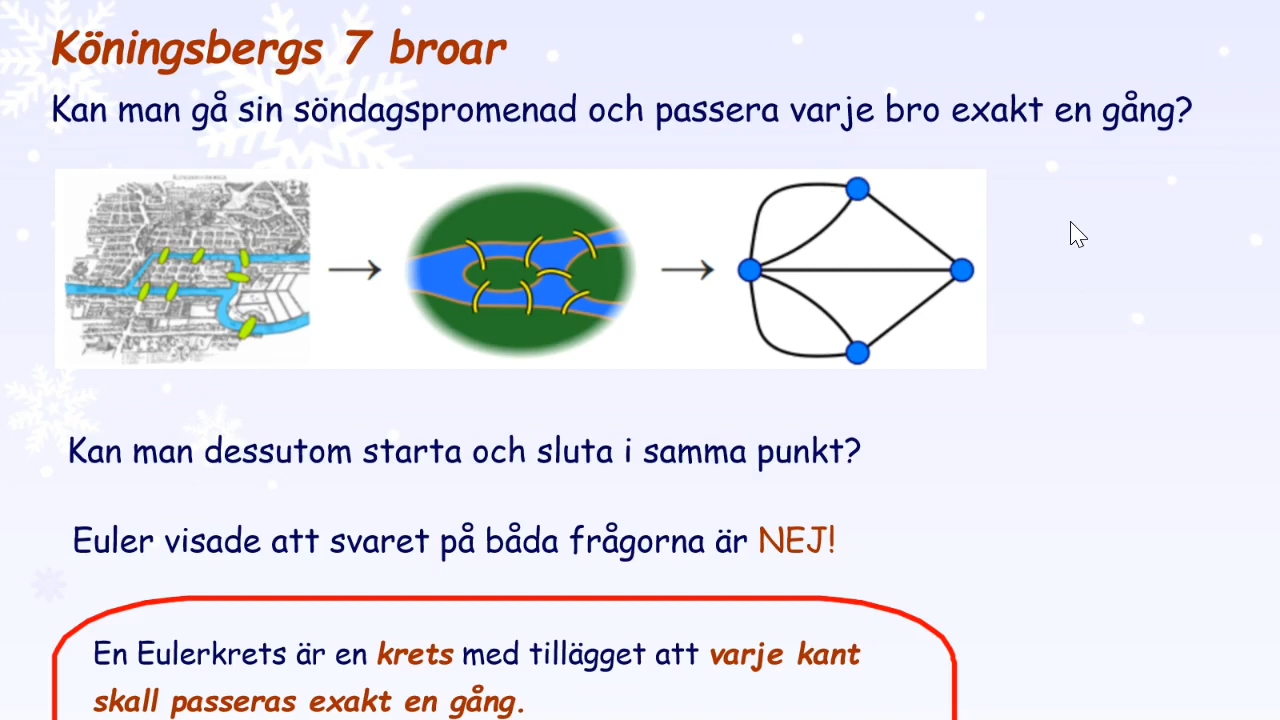 Köningsbergs 7 broar
Kan man gå sin söndagspromenad och passera varje bro exakt en gång?
Kan man dessutom starta och sluta i samma punkt?
Euler visade att svaret på båda frågorna är NEJ!
En Eulerkrets är en krets med tillägget att varje kant
skall passeras exakt en gång.